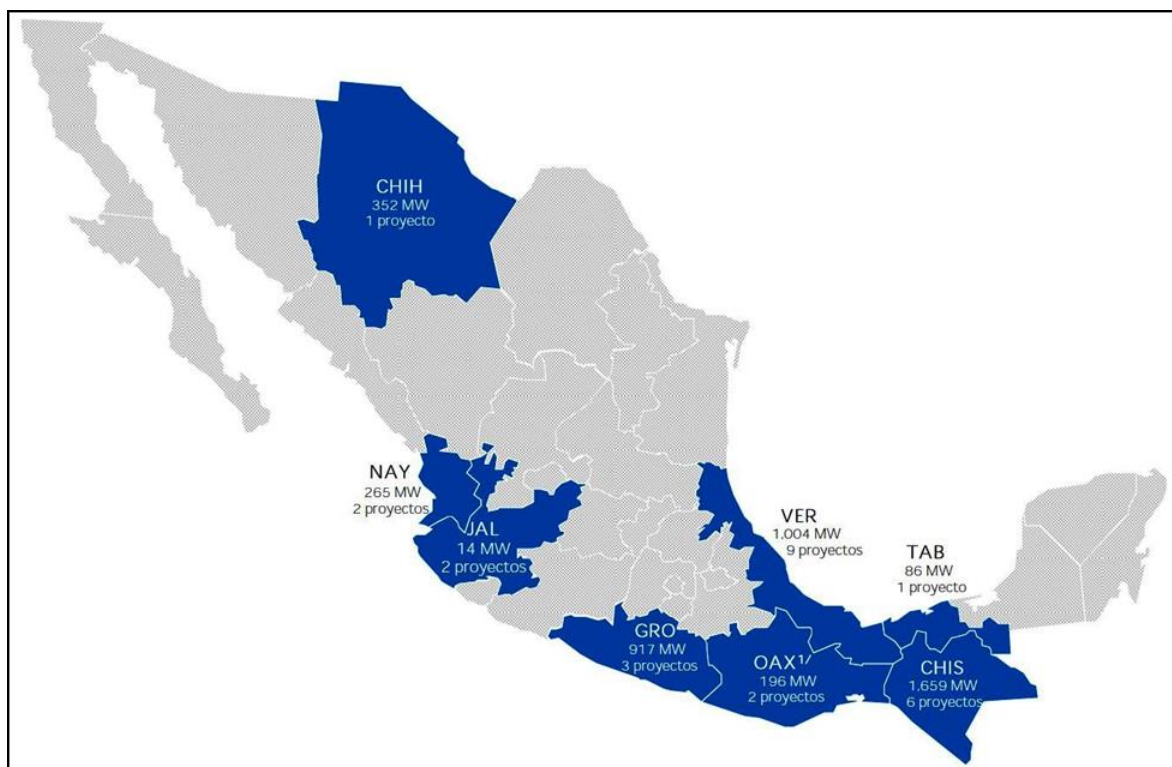 CHIH
352 MW
1 proyecto
NAY
265 MW
2 proyectos
JAL
14 MW
2 proyectos
VER
1.004 MW
9 proyectos
TAB
86 MW
1 proyecto
GRO
917 MW
3 proyectos
OAX1/
196 MW
2 proyectos
CHIS
1.659 MW
6 proyectos